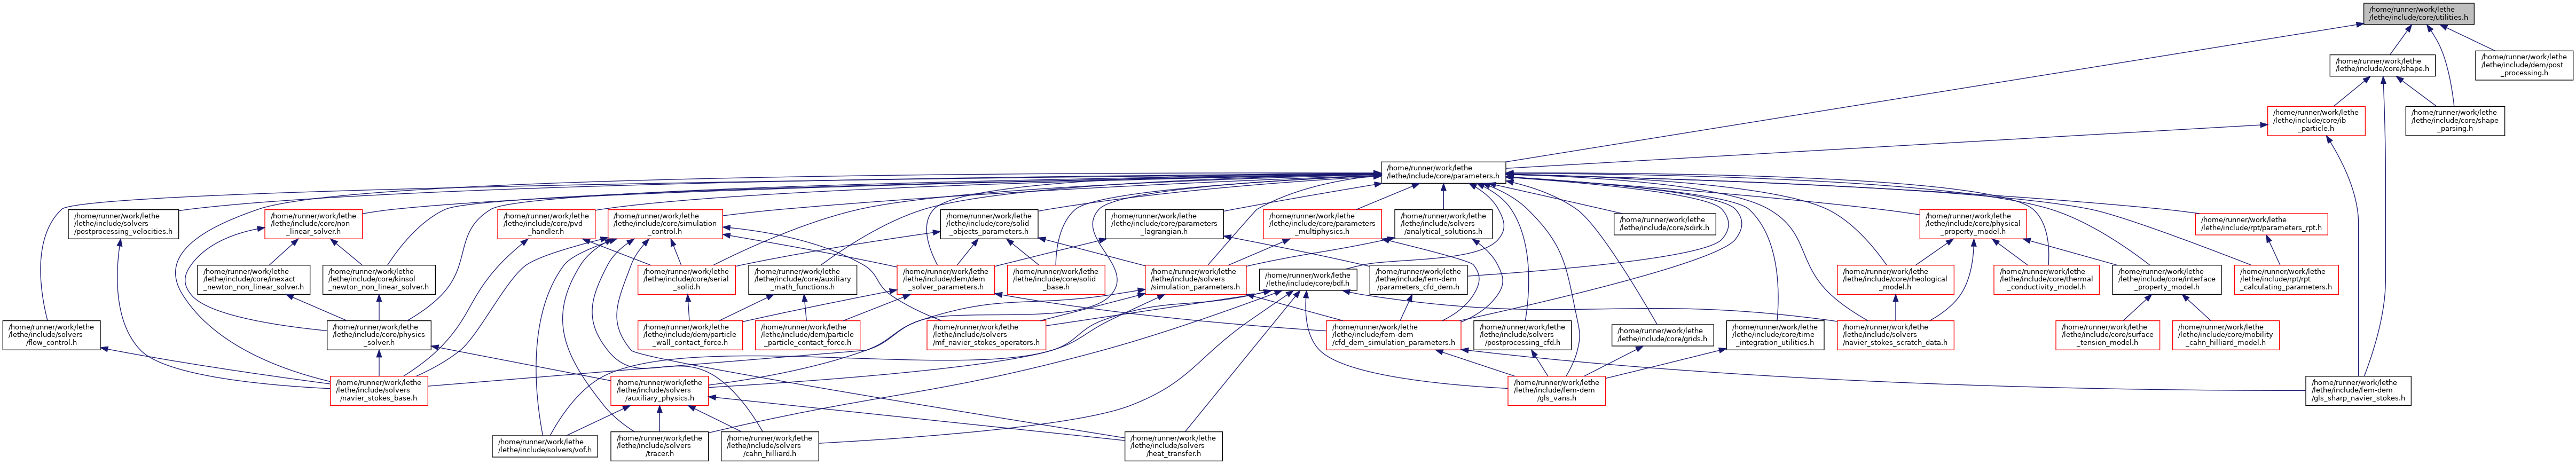 /home/runner/work/lethe
/lethe/include/core/utilities.h
/home/runner/work/lethe
/lethe/include/core/shape.h
/home/runner/work/lethe
/lethe/include/dem/post
_processing.h
/home/runner/work/lethe
/lethe/include/core/ib
_particle.h
/home/runner/work/lethe
/lethe/include/core/shape
_parsing.h
/home/runner/work/lethe
/lethe/include/core/parameters.h
/home/runner/work/lethe
/lethe/include/solvers
/postprocessing_velocities.h
/home/runner/work/lethe
/lethe/include/core/non
_linear_solver.h
/home/runner/work/lethe
/lethe/include/core/pvd
_handler.h
/home/runner/work/lethe
/lethe/include/core/simulation
_control.h
/home/runner/work/lethe
/lethe/include/core/solid
_objects_parameters.h
/home/runner/work/lethe
/lethe/include/core/parameters
_lagrangian.h
/home/runner/work/lethe
/lethe/include/core/parameters
_multiphysics.h
/home/runner/work/lethe
/lethe/include/solvers
/analytical_solutions.h
/home/runner/work/lethe
/lethe/include/core/sdirk.h
/home/runner/work/lethe
/lethe/include/core/physical
_property_model.h
/home/runner/work/lethe
/lethe/include/rpt/parameters_rpt.h
/home/runner/work/lethe
/lethe/include/core/inexact
_newton_non_linear_solver.h
/home/runner/work/lethe
/lethe/include/core/kinsol
_newton_non_linear_solver.h
/home/runner/work/lethe
/lethe/include/core/serial
_solid.h
/home/runner/work/lethe
/lethe/include/core/auxiliary
_math_functions.h
/home/runner/work/lethe
/lethe/include/dem/dem
_solver_parameters.h
/home/runner/work/lethe
/lethe/include/core/solid
_base.h
/home/runner/work/lethe
/lethe/include/solvers
/simulation_parameters.h
/home/runner/work/lethe
/lethe/include/core/bdf.h
/home/runner/work/lethe
/lethe/include/fem-dem
/parameters_cfd_dem.h
/home/runner/work/lethe
/lethe/include/core/rheological
_model.h
/home/runner/work/lethe
/lethe/include/core/thermal
_conductivity_model.h
/home/runner/work/lethe
/lethe/include/core/interface
_property_model.h
/home/runner/work/lethe
/lethe/include/rpt/rpt
_calculating_parameters.h
/home/runner/work/lethe
/lethe/include/solvers
/flow_control.h
/home/runner/work/lethe
/lethe/include/core/physics
_solver.h
/home/runner/work/lethe
/lethe/include/dem/particle
_wall_contact_force.h
/home/runner/work/lethe
/lethe/include/dem/particle
_particle_contact_force.h
/home/runner/work/lethe
/lethe/include/solvers
/mf_navier_stokes_operators.h
/home/runner/work/lethe
/lethe/include/fem-dem
/cfd_dem_simulation_parameters.h
/home/runner/work/lethe
/lethe/include/solvers
/postprocessing_cfd.h
/home/runner/work/lethe
/lethe/include/core/grids.h
/home/runner/work/lethe
/lethe/include/core/time
_integration_utilities.h
/home/runner/work/lethe
/lethe/include/solvers
/navier_stokes_scratch_data.h
/home/runner/work/lethe
/lethe/include/core/surface
_tension_model.h
/home/runner/work/lethe
/lethe/include/core/mobility
_cahn_hilliard_model.h
/home/runner/work/lethe
/lethe/include/solvers
/navier_stokes_base.h
/home/runner/work/lethe
/lethe/include/solvers
/auxiliary_physics.h
/home/runner/work/lethe
/lethe/include/fem-dem
/gls_vans.h
/home/runner/work/lethe
/lethe/include/fem-dem
/gls_sharp_navier_stokes.h
/home/runner/work/lethe
/lethe/include/solvers/vof.h
/home/runner/work/lethe
/lethe/include/solvers
/tracer.h
/home/runner/work/lethe
/lethe/include/solvers
/cahn_hilliard.h
/home/runner/work/lethe
/lethe/include/solvers
/heat_transfer.h